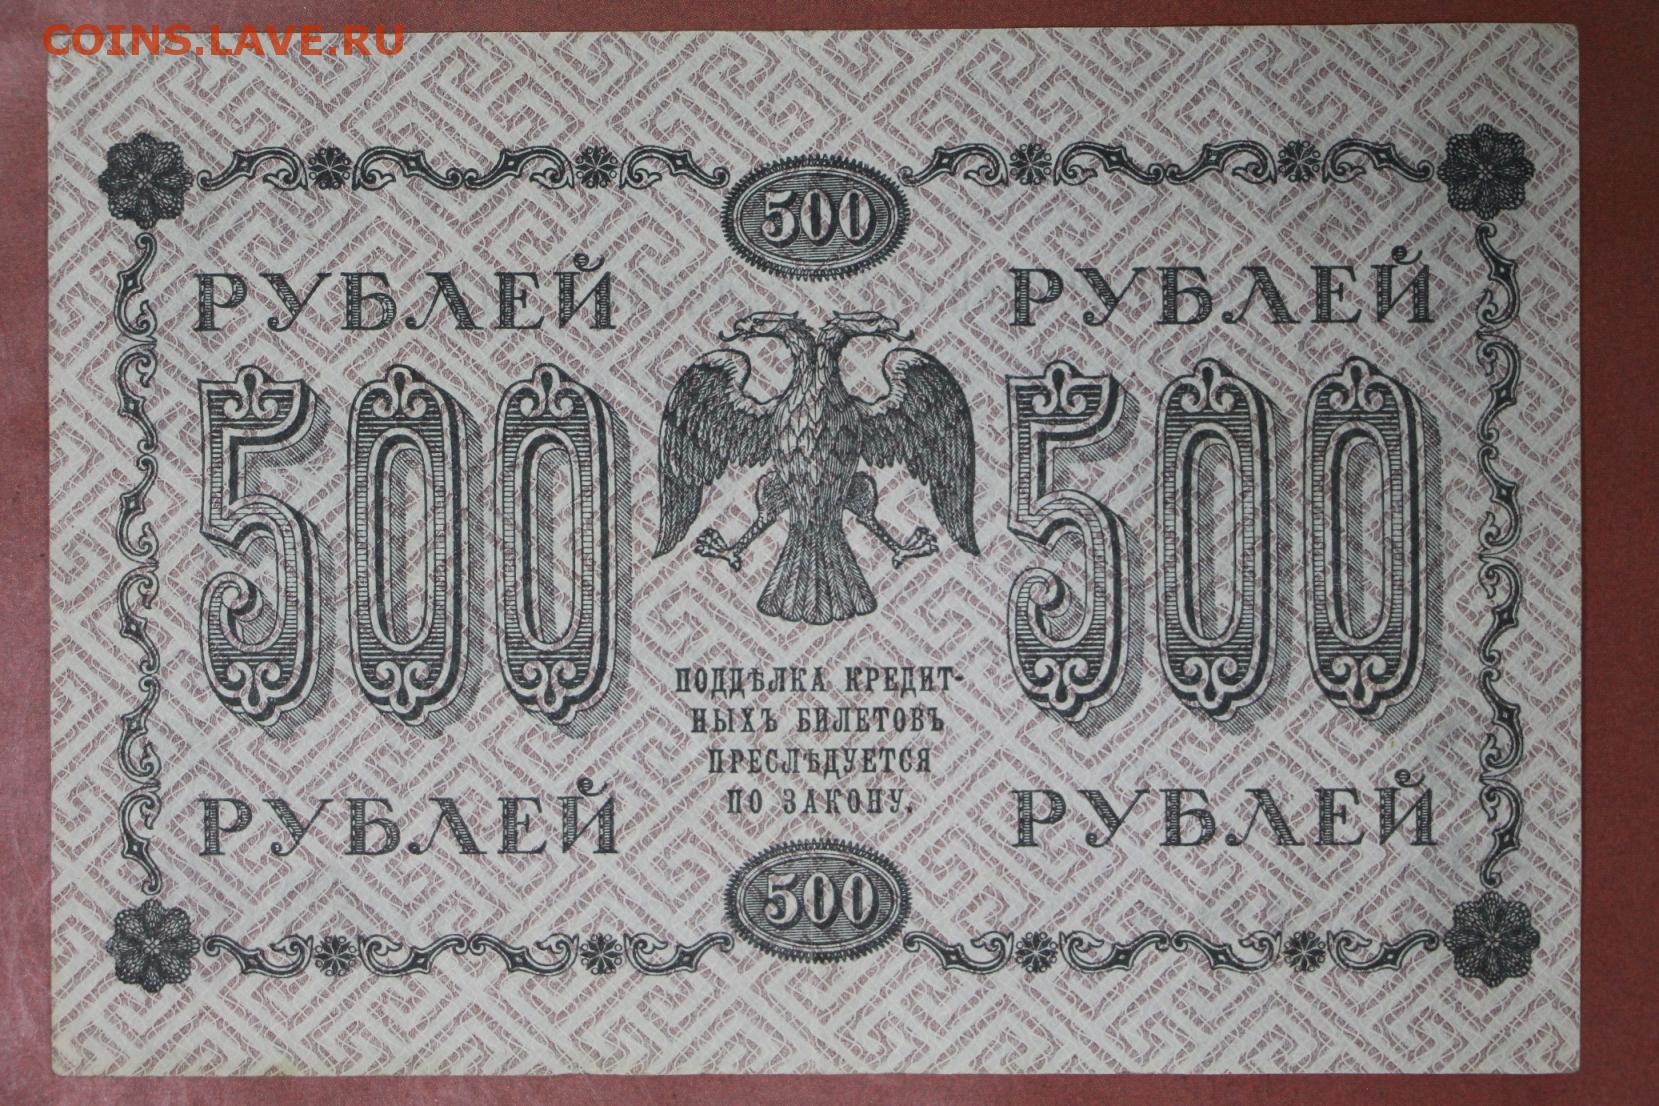 COINS.LAVE.RU
500
РУБЛЕЙ РУБЛЕЙ
500 500
ПОДДѢЛКА КРЕДИТ-
НЫХЪ БИЛЕТОВЪ
ПРЕСЛѢДУЕТСЯ
ПО ЗАКОНУ.
РУБЛЕЙ РУБЛЕЙ
500